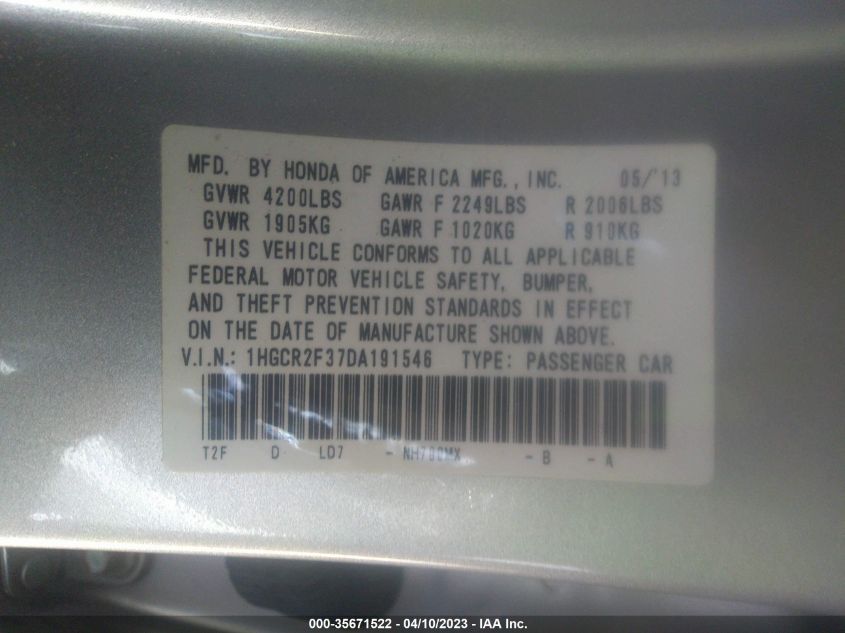 MFD. BY HONDA OF AMERICA MFG., INC. 05/'13
GVWR 4200LBS GAWR F 2249LBS R 2006LBS
GVWR 1905KG GAWR F 1020KG R 910KG
THIS VEHICLE CONFORMS TO ALL APPLICABLE
FEDERAL MOTOR VEHICLE SAFETY, BUMPER,
AND THEFT PREVENTION STANDARDS IN EFFECT
ON THE DATE OF MANUFACTURE SHOWN ABOVE.
V.I.N.: 1HGCR2F37DA191546 TYPE: PASSENGER CAR
T2F D LD7 - - B - A
000-35671522 - 04/10/2023 - IAA Inc.